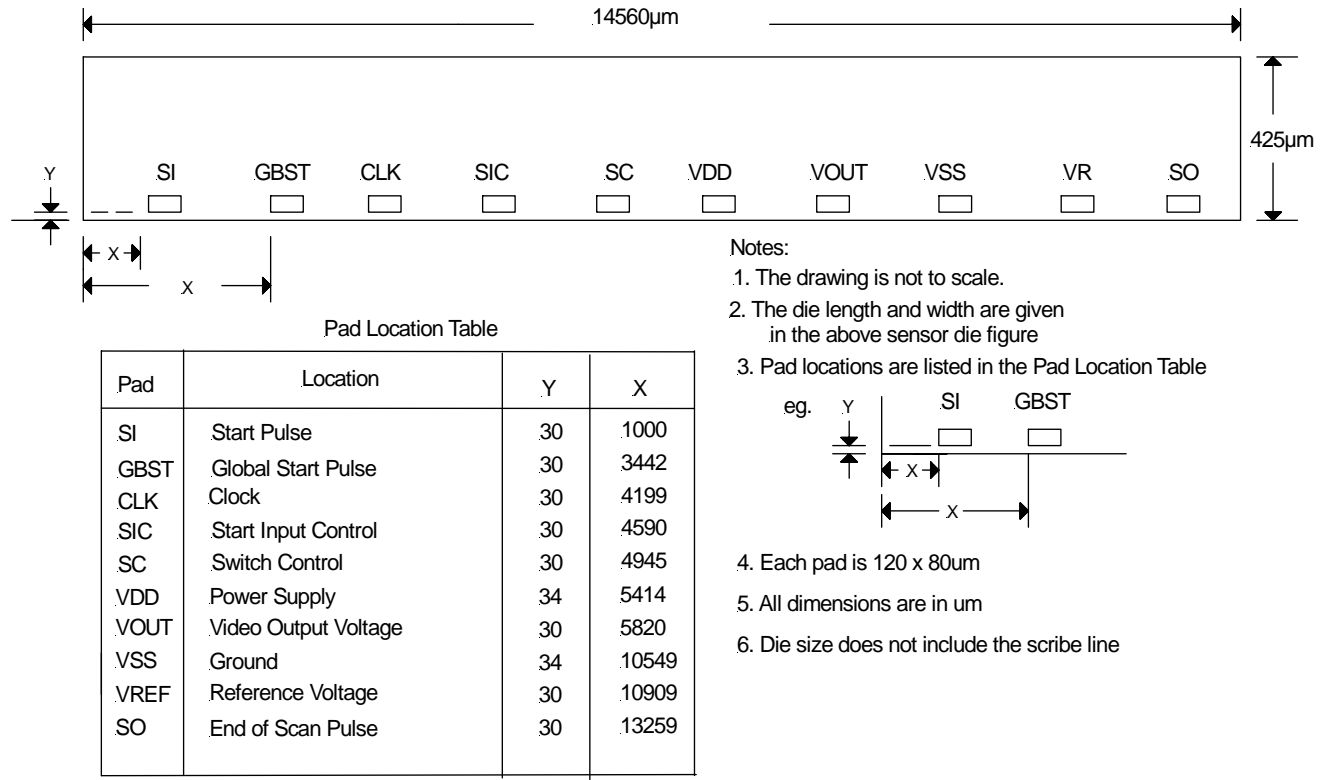 14560µm
425µm
Y
SI GBST CLK SIC SC VDD VOUT VSS VR SO
X
X
Pad Location Table
Pad Location Y X
SI Start Pulse 30 1000
GBST Global Start Pulse 30 3442
CLK Clock 30 4199
SIC Start Input Control 30 4590
SC Switch Control 30 4945
VDD Power Supply 34 5414
VOUT Video Output Voltage 30 5820
VSS Ground 34 10549
VREF Reference Voltage 30 10909
SO End of Scan Pulse 30 13259
Notes:
1. The drawing is not to scale.
2. The die length and width are given
in the above sensor die figure
3. Pad locations are listed in the Pad Location Table
eg. Y SI GBST
X
X
4. Each pad is 120 x 80um
5. All dimensions are in um
6. Die size does not include the scribe line